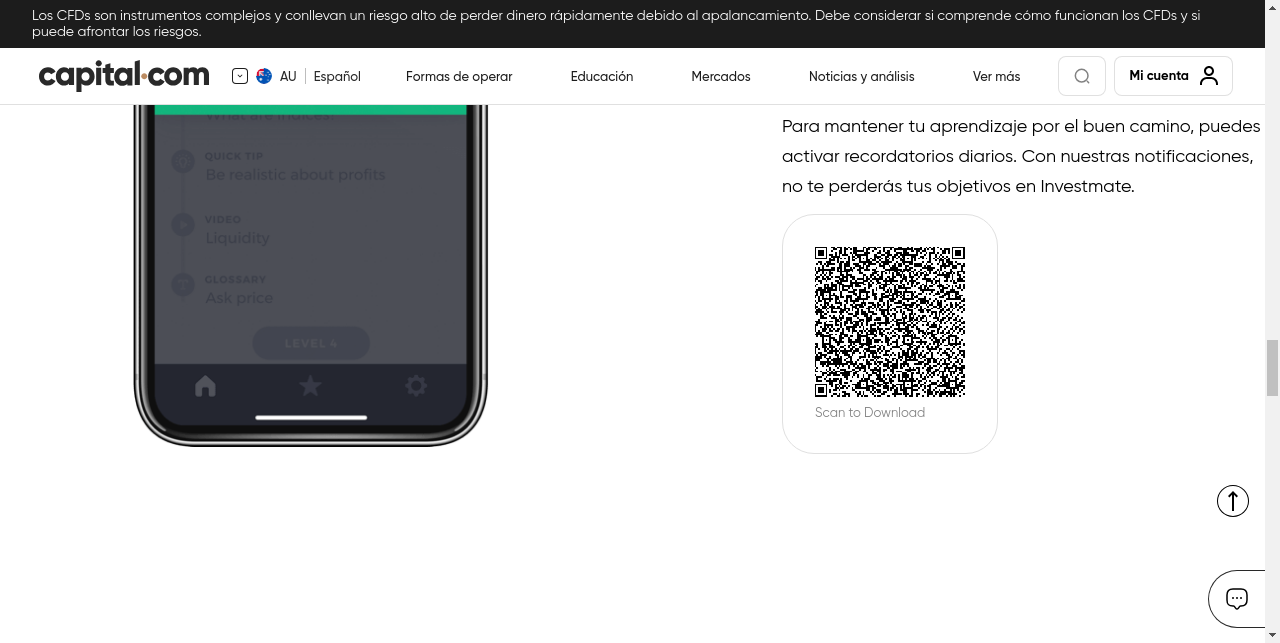 Los CFDs son instrumentos complejos y conllevan un riesgo alto de perder dinero rápidamente debido al apalancamiento. Debe considerar si comprende cómo funcionan los CFDs y si
puede afrontar los riesgos.
capital.com
AU
Español
Formas de operar
Educación
Mercados
Noticias y análisis
Ver más
Mi cuenta
What are indices?
QUICK TIP
Be realistic about profits
VIDEO
Liquidity
GLOSSARY
Ask price
LEVEL 4
Para mantener tu aprendizaje por el buen camino, puedes
activar recordatorios diarios. Con nuestras notificaciones,
no te perderás tus objetivos en Investmate.
Scan to Download